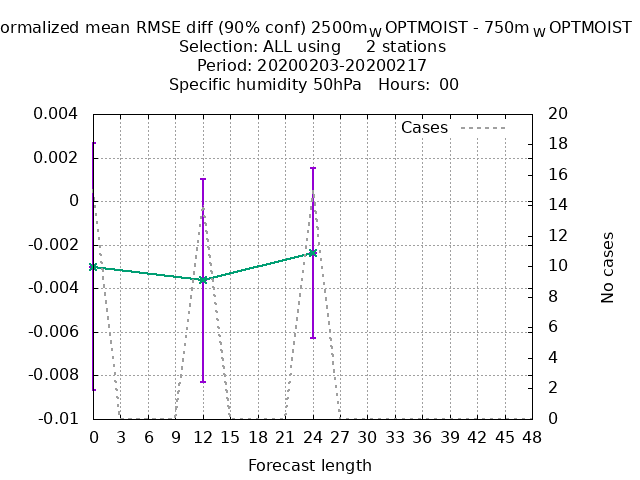 ormalized mean RMSE diff (90% conf) 2500mW OPTMOIST - 750mW OPTMOIST
Selection: ALL using 2 stations
Period: 20200203-20200217
Specific humidity 50hPa Hours: 00
Cases
0.004
0.002
0
-0.002
-0.004
-0.006
-0.008
-0.01
20
18
16
14
12
10
8
6
4
2
0
No cases
0 3 6 9 12 15 18 21 24 27 30 33 36 39 42 45 48
Forecast length